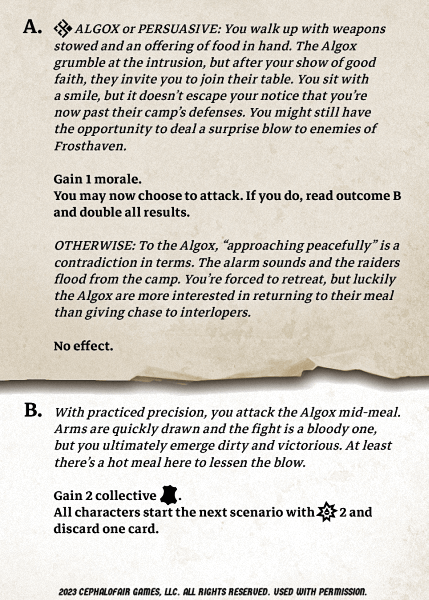 A. ALGOX or PERSUASIVE: You walk up with weapons
stowed and an offering of food in hand. The Algox
grumble at the intrusion, but after your show of good
faith, they invite you to join their table. You sit with
a smile, but it doesn't escape your notice that you're
now past their camp's defenses. You might still have
the opportunity to deal a surprise blow to enemies of
Frosthaven.
Gain 1 morale.
You may now choose to attack. If you do, read outcome B
and double all results.
OTHERWISE: To the Algox, “approaching peacefully” is a
contradiction in terms. The alarm sounds and the raiders
flood from the camp. You're forced to retreat, but luckily
the Algox are more interested in returning to their meal
than giving chase to interlopers.
No effect.
B. With practiced precision, you attack the Algox mid-meal.
Arms are quickly drawn and the fight is a bloody one,
but you ultimately emerge dirty and victorious. At least
there's a hot meal here to lessen the blow.
Gain 2 collective .
All characters start the next scenario with 2 and
discard one card.
2023 CEPHALOFAIR GAMES, LLC. ALL RIGHTS RESERVED. USED WITH PERMISSION.